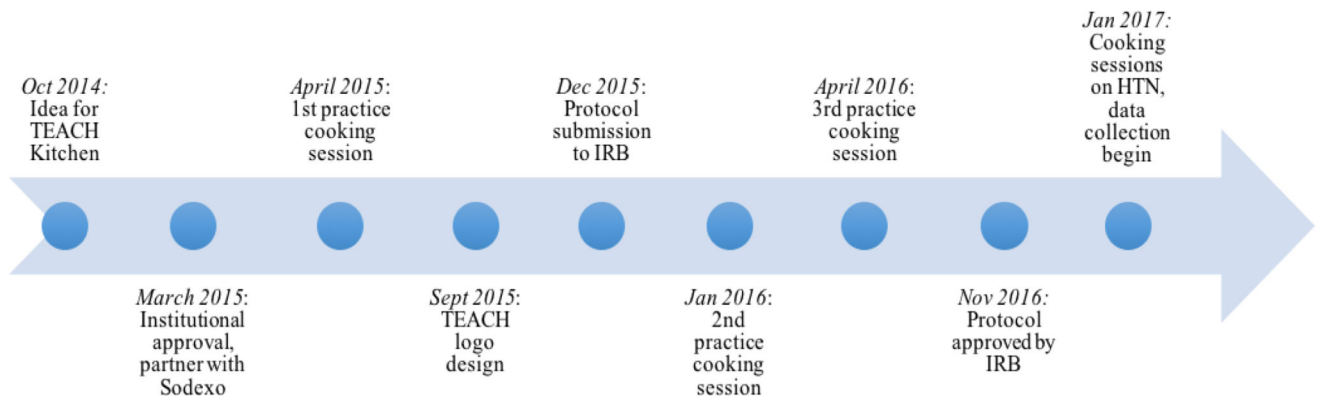 Oct 2014:
Idea for
TEACH
Kitchen
March 2015:
Institutional
approval,
partner with
Sodexo
April 2015:
1st practice
cooking
session
Sept 2015:
TEACH
logo
design
Dec 2015:
Protocol
submission
to IRB
Jan 2016:
2nd
practice
cooking
session
April 2016:
3rd practice
cooking
session
Nov 2016:
Protocol
approved by
IRB
Jan 2017:
Cooking
sessions
on HTN,
data
collection
begin